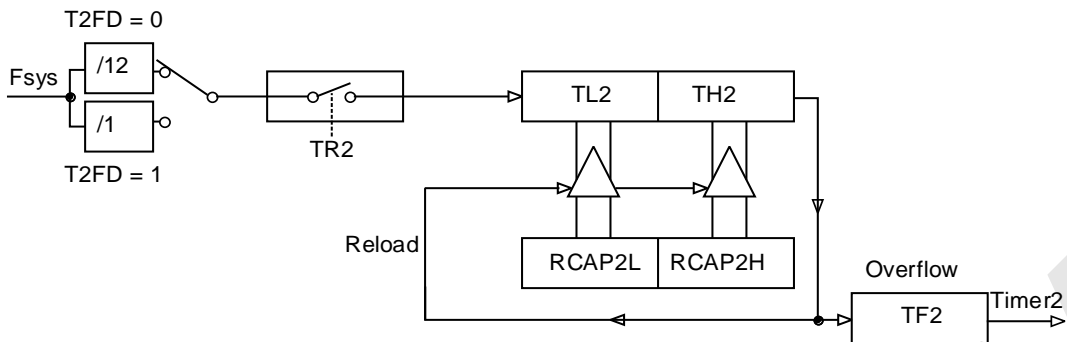 T2FD = 0
Fsys
/12
/1
T2FD = 1
TR2
TL2
TH2
Reload
RCAP2L
RCAP2H
Overflow
TF2
Timer2